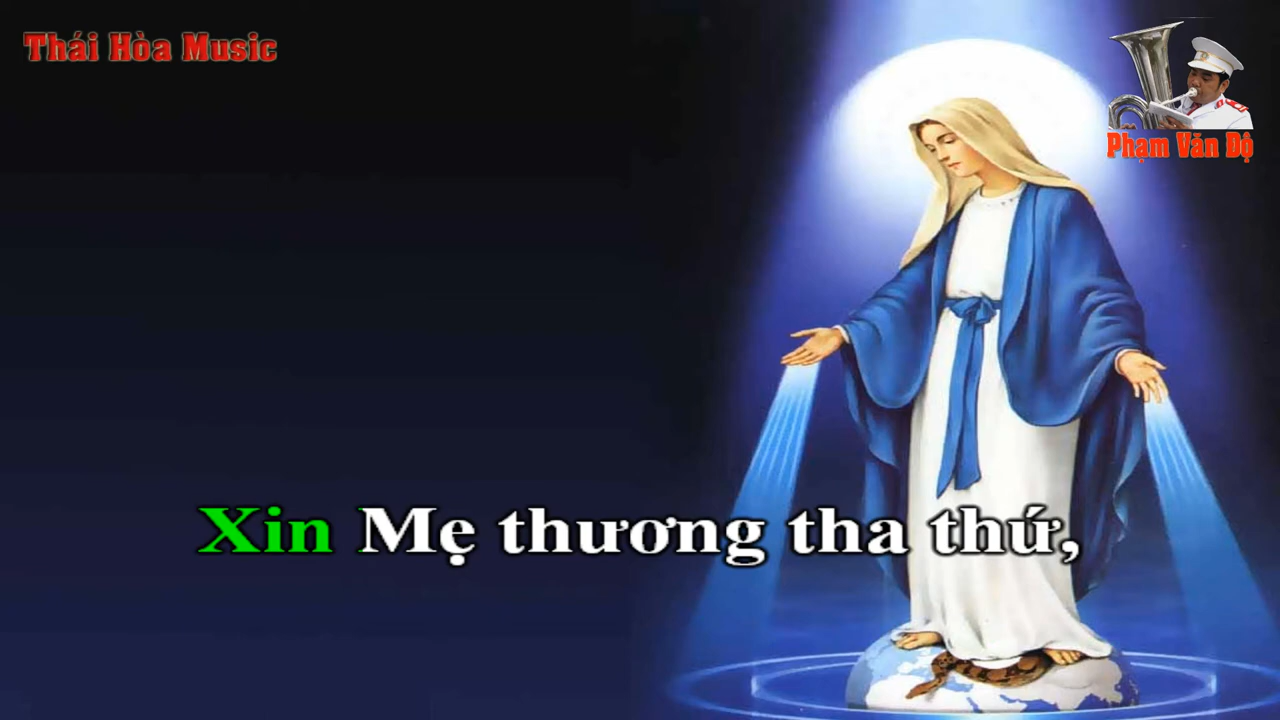 Thái Hòa Music
Phạm Văn Độ
Xin Mẹ thương tha thứ,